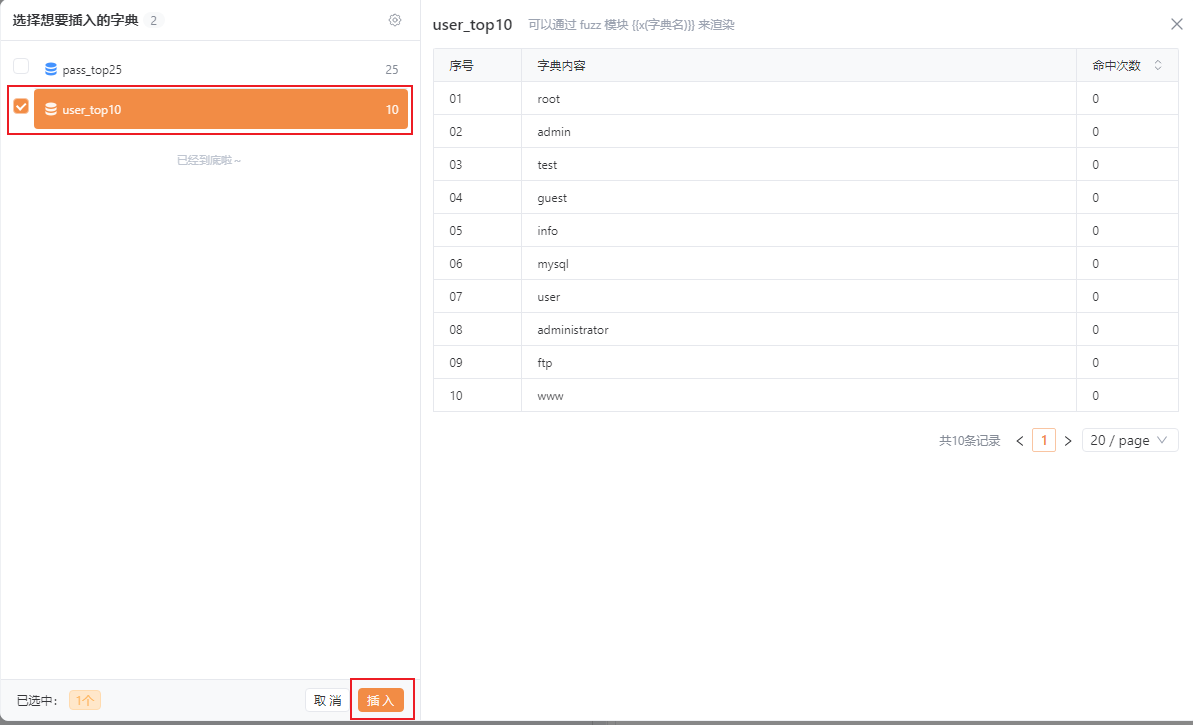 选择想要插入的字典 2
pass_top25 25
user_top10 10
已经到底啦~
已选中： 1个 取 消 插 入
user_top10 可以通过 fuzz 模块 {{x(字典名)}} 来渲染
序号 字典内容 命中次数
01 root 0
02 admin 0
03 test 0
04 guest 0
05 info 0
06 mysql 0
07 user 0
08 administrator 0
09 ftp 0
10 www 0
共10条记录 < 1 > 20 / page